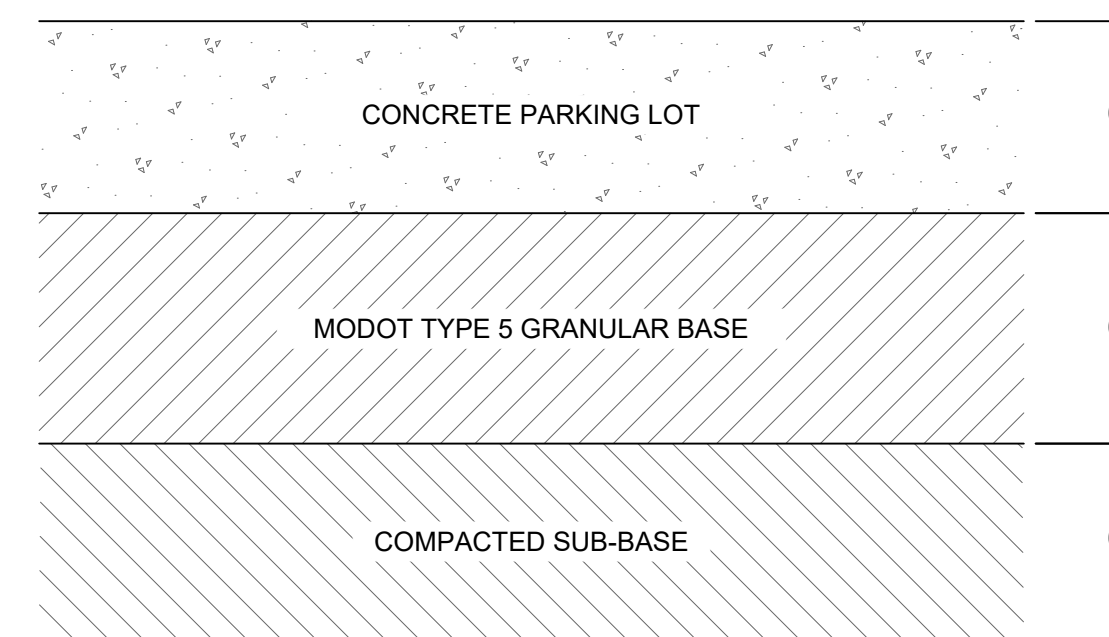 CONCRETE PARKING LOT
MODOT TYPE 5 GRANULAR BASE
COMPACTED SUB-BASE